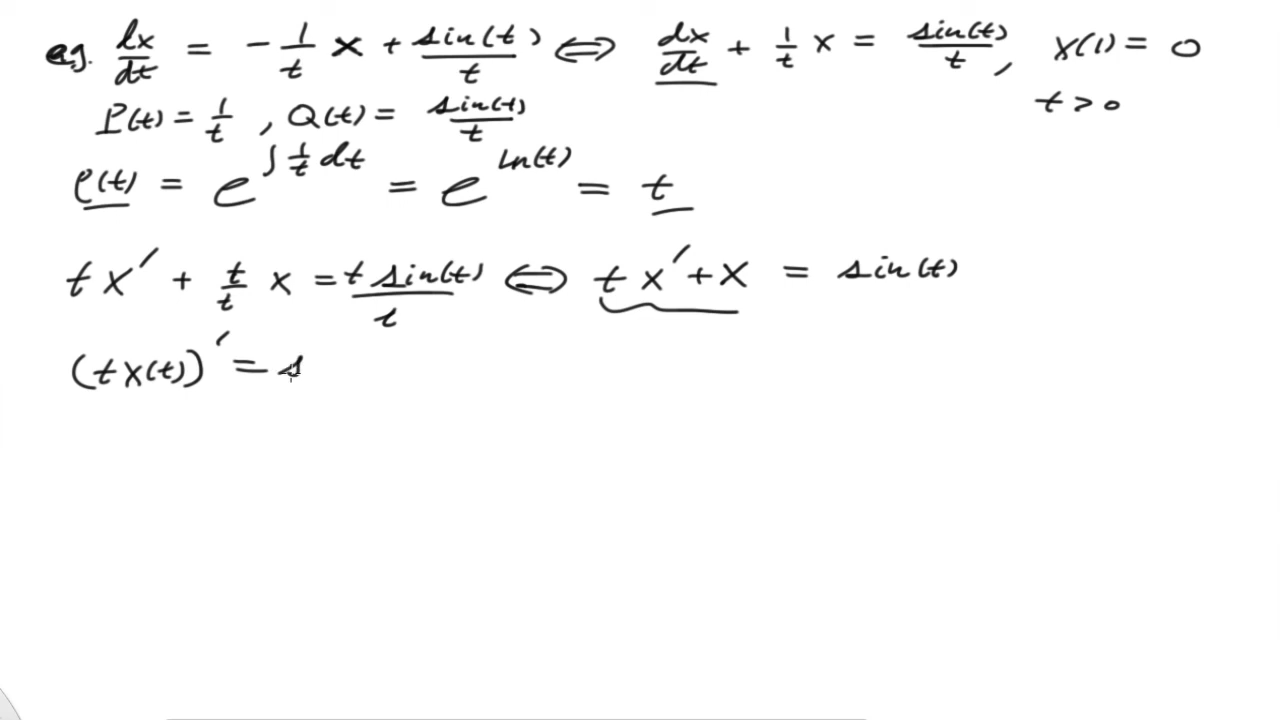 e.g. dx/dt = - 1/t x + sin(t)/t ⇔ dx/dt + 1/t x = sin(t)/t , x(1) = 0
P(t) = 1/t , Q(t) = sin(t)/t t > 0
ρ(t) = e^{∫ 1/t dt} = e^{ln(t)} = t
t x′ + t/t x = t sin(t)/t ⇔ t x′ + x = sin(t)
(t x(t))′ = s